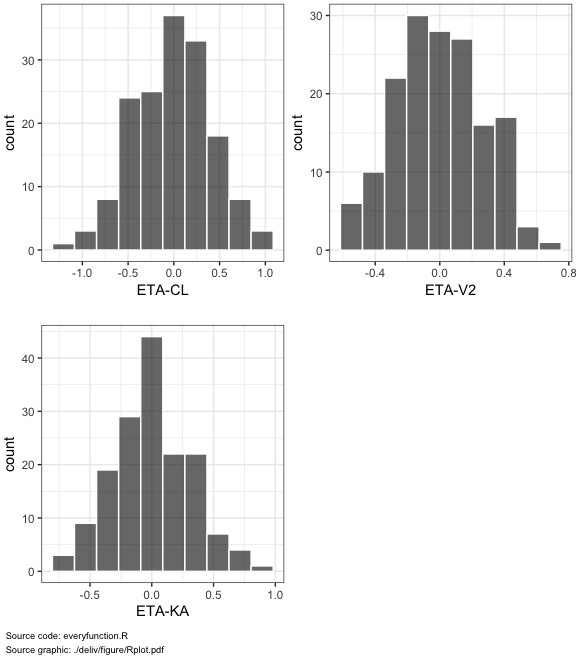 30
20
10
0
count
-1.0 -0.5 0.0 0.5 1.0
ETA-CL
30
20
10
0
count
-0.4 0.0 0.4 0.8
ETA-V2
40
30
20
10
0
count
-0.5 0.0 0.5 1.0
ETA-KA
Source code: everyfunction.R
Source graphic: ./deliv/figure/Rplot.pdf